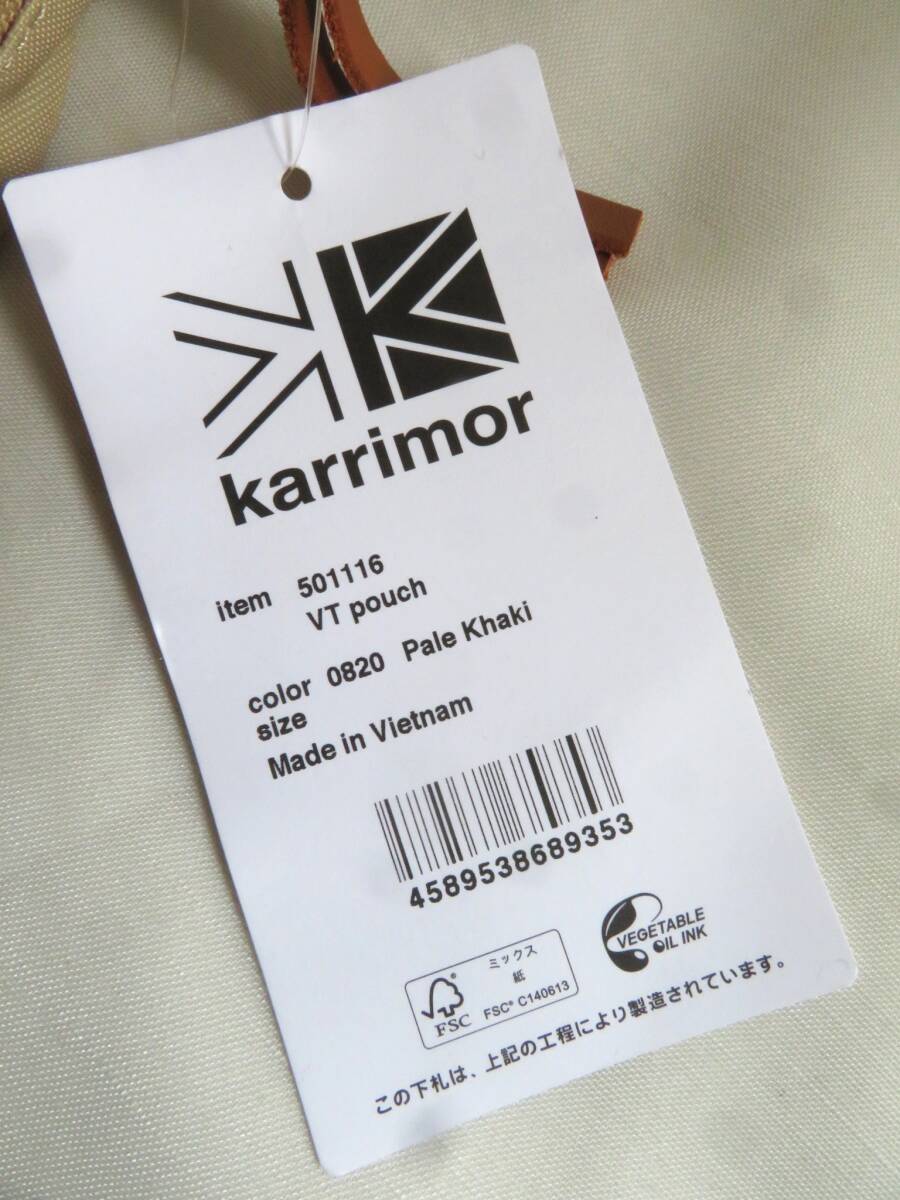 karrimor
item 501116
VT pouch
color 0820 Pale Khaki
size
Made in Vietnam
4589538689353
FSC
ミックス
紙
FSC® C140613
VEGETABLE
OIL INK
この下札は、上記の工程により製造されています。